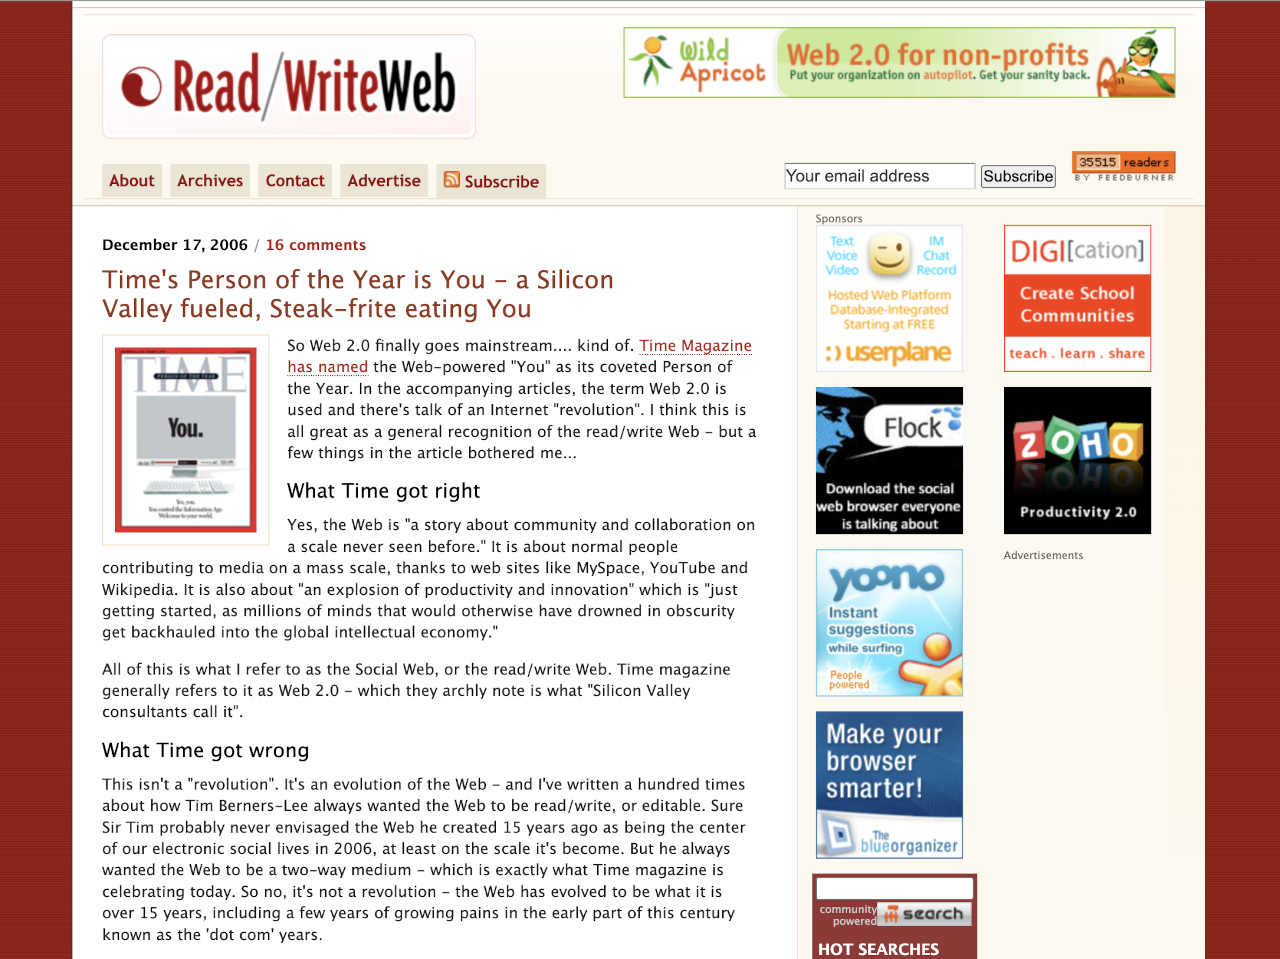 Read/WriteWeb
Wild
Apricot
Web 2.0 for non-profits
Put your organization on autopilot. Get your sanity back.
About
Archives
Contact
Advertise
Subscribe
Your email address
Subscribe
35515 readers
BY FEEDBURNER
December 17, 2006 / 16 comments
Time's Person of the Year is You - a Silicon
Valley fueled, Steak-frite eating You
TIME
PERSON OF THE YEAR
You.
Yes, you.
You control the Information Age.
Welcome to your world.
So Web 2.0 finally goes mainstream.... kind of. Time Magazine
has named the Web-powered "You" as its coveted Person of
the Year. In the accompanying articles, the term Web 2.0 is
used and there's talk of an Internet "revolution". I think this is
all great as a general recognition of the read/write Web - but a
few things in the article bothered me...
What Time got right
Yes, the Web is "a story about community and collaboration on
a scale never seen before." It is about normal people
contributing to media on a mass scale, thanks to web sites like MySpace, YouTube and
Wikipedia. It is also about "an explosion of productivity and innovation" which is "just
getting started, as millions of minds that would otherwise have drowned in obscurity
get backhauled into the global intellectual economy."
All of this is what I refer to as the Social Web, or the read/write Web. Time magazine
generally refers to it as Web 2.0 - which they archly note is what "Silicon Valley
consultants call it".
What Time got wrong
This isn't a "revolution". It's an evolution of the Web - and I've written a hundred times
about how Tim Berners-Lee always wanted the Web to be read/write, or editable. Sure
Sir Tim probably never envisaged the Web he created 15 years ago as being the center
of our electronic social lives in 2006, at least on the scale it's become. But he always
wanted the Web to be a two-way medium - which is exactly what Time magazine is
celebrating today. So no, it's not a revolution - the Web has evolved to be what it is
over 15 years, including a few years of growing pains in the early part of this century
known as the 'dot com' years.
Sponsors
Text
Voice
Video
IM
Chat
Record
Hosted Web Platform
Database-Integrated
Starting at FREE
:) userplane
Flock
Download the social
web browser everyone
is talking about
yoono
Instant
suggestions
while surfing
People
powered
Make your
browser
smarter!
The
blueorganizer
community
powered
search
HOT SEARCHES
DIGI[cation]
Create School
Communities
teach . learn . share
ZOHO
Productivity 2.0
Advertisements